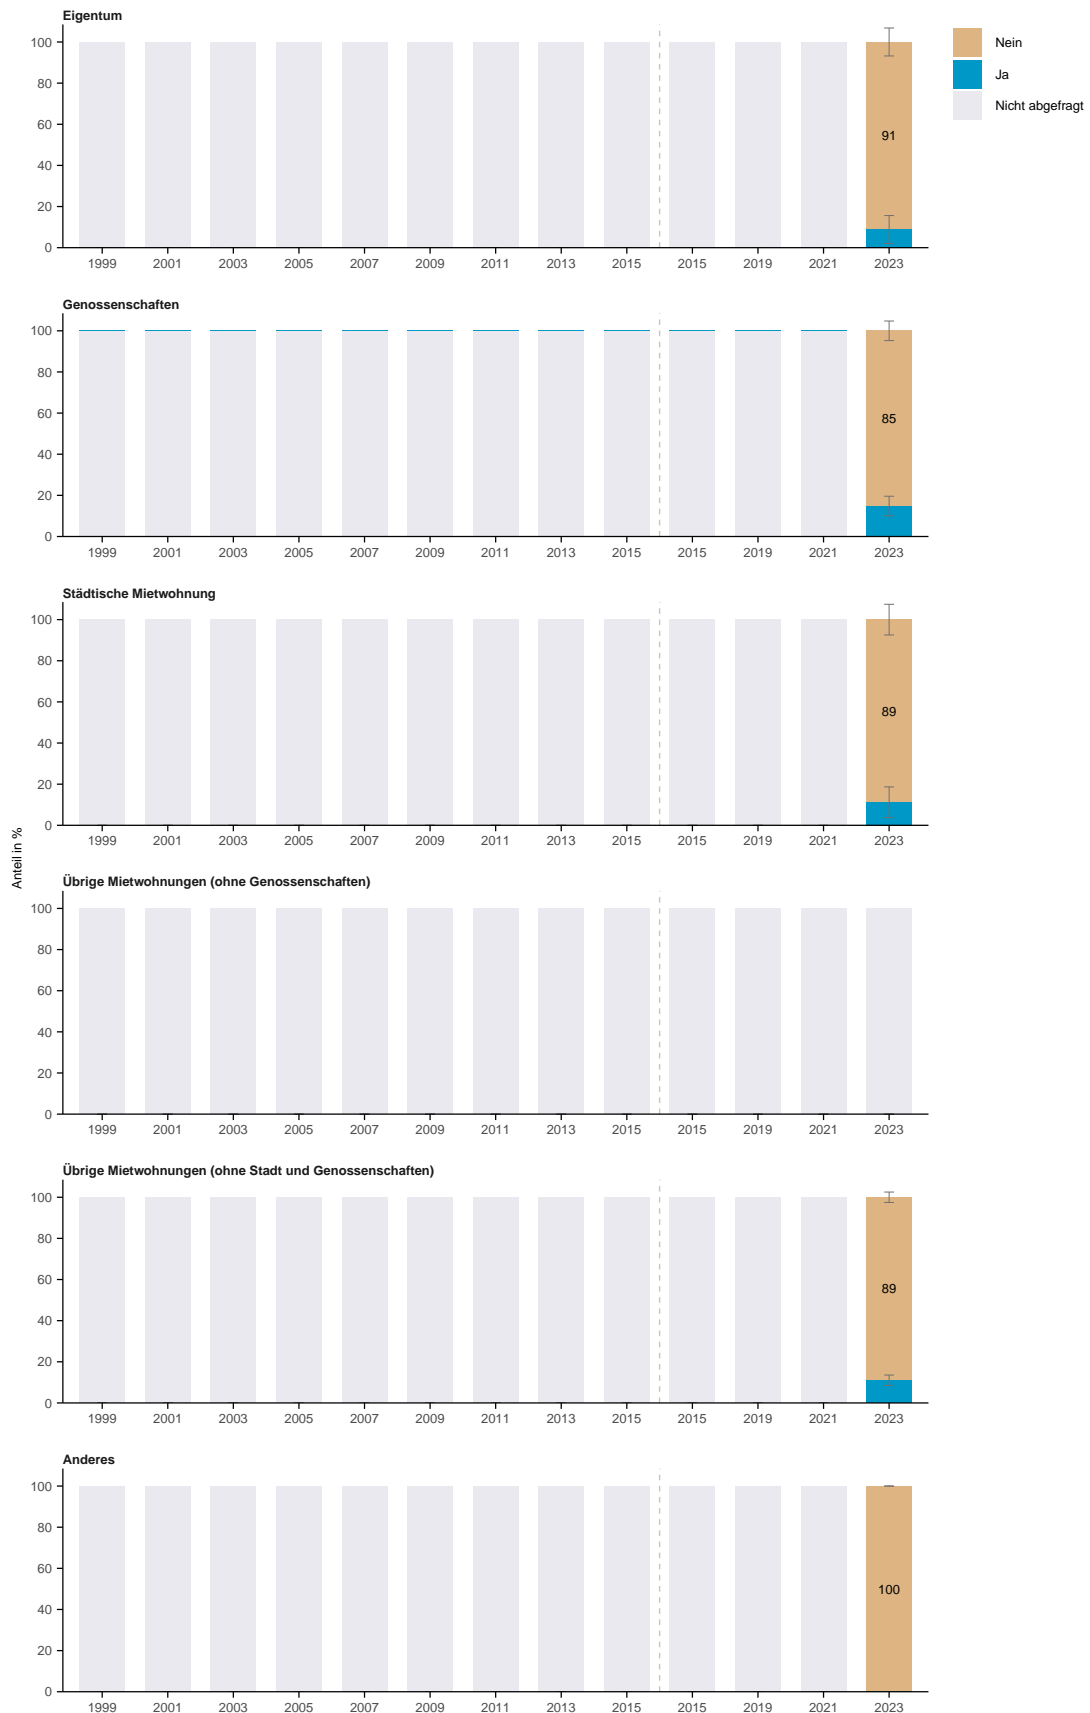 Eigentum
100
80
60
40
20
0
91
1999 2001 2003 2005 2007 2009 2011 2013 2015 2015 2019 2021 2023
Nein
Ja
Nicht abgefragt
Genossenschaften
100
80
60
40
20
0
85
1999 2001 2003 2005 2007 2009 2011 2013 2015 2015 2019 2021 2023
Städtische Mietwohnung
100
80
60
40
20
0
89
1999 2001 2003 2005 2007 2009 2011 2013 2015 2015 2019 2021 2023
Anteil in %
Übrige Mietwohnungen (ohne Genossenschaften)
100
80
60
40
20
0
1999 2001 2003 2005 2007 2009 2011 2013 2015 2015 2019 2021 2023
Übrige Mietwohnungen (ohne Stadt und Genossenschaften)
100
80
60
40
20
0
89
1999 2001 2003 2005 2007 2009 2011 2013 2015 2015 2019 2021 2023
Anderes
100
80
60
40
20
0
100
1999 2001 2003 2005 2007 2009 2011 2013 2015 2015 2019 2021 2023